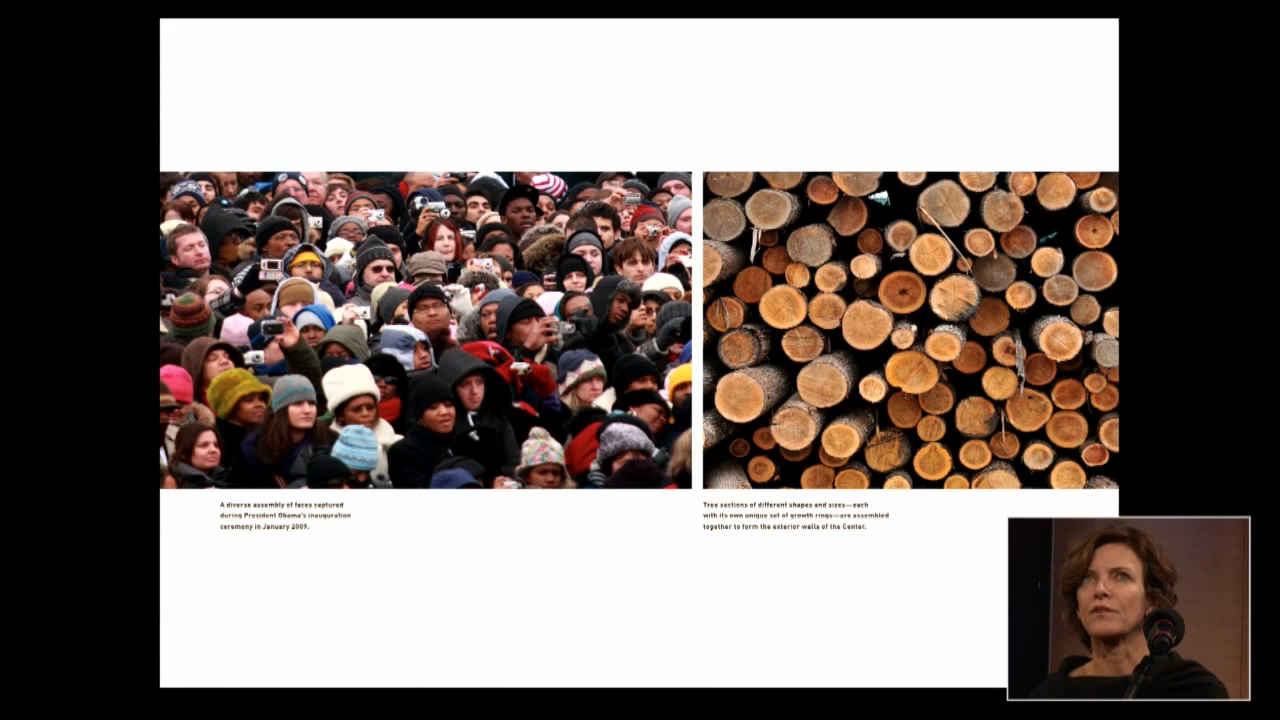 A diverse assembly of faces captured
during President Obama's inauguration
ceremony in January 2009.
Tree sections of different shapes and sizes—each
with its own unique set of growth rings—are assembled
together to form the exterior walls of the Center.